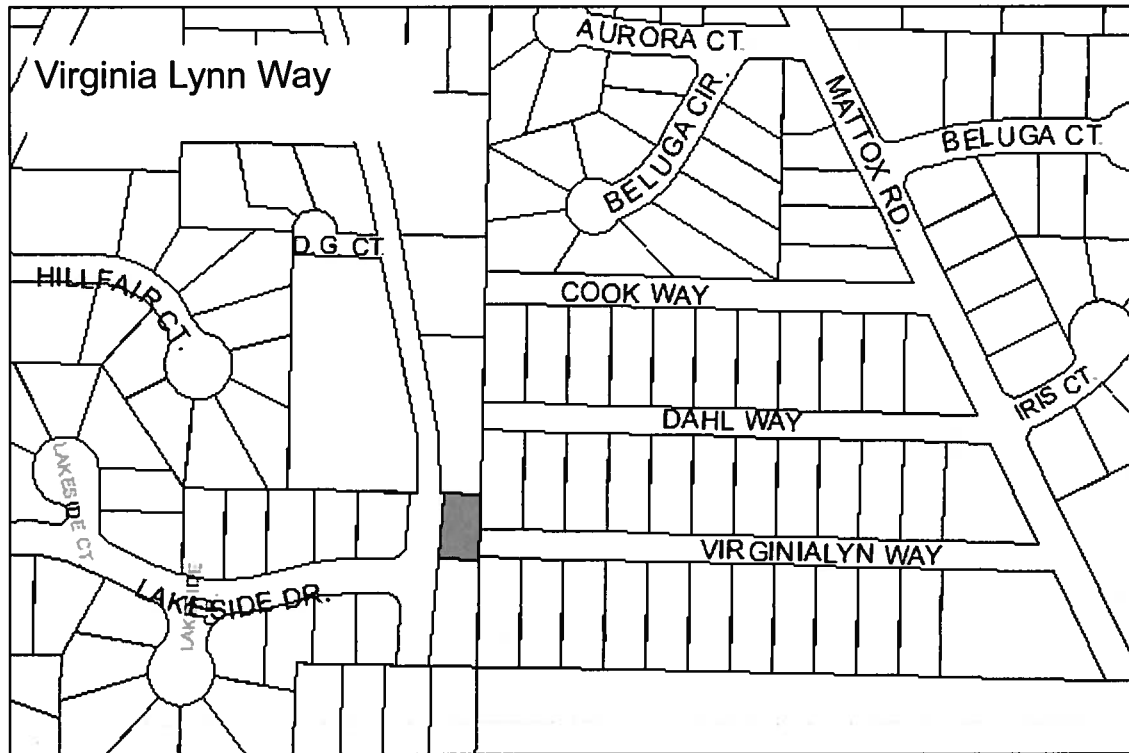 Virginia Lynn Way
AURORA CT.
BELUGA CIR.
MATTOX RD.
BELUGA CT.
D.G. CT.
HILLFAIR CT.
COOK WAY
IRIS CT.
DAHL WAY
LAKESIDE CT
VIRGINIALYN WAY
LAKESIDE DR.
LAKESIDE